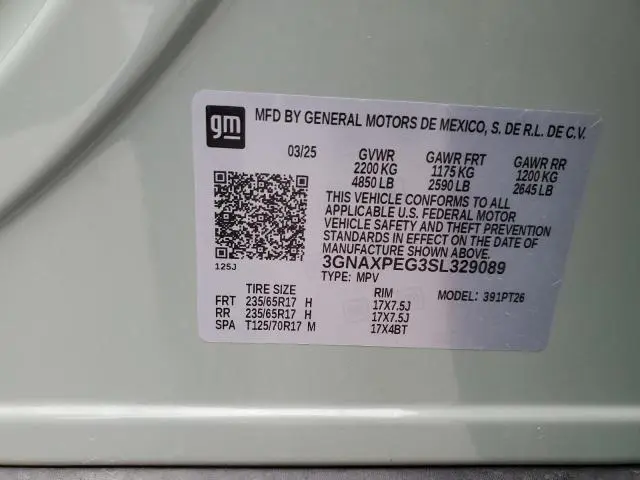 gm
MFD BY GENERAL MOTORS DE MEXICO, S. DE R.L. DE C.V.
03/25 GVWR GAWR FRT GAWR RR
2200 KG 1175 KG 1200 KG
4850 LB 2590 LB 2645 LB
THIS VEHICLE CONFORMS TO ALL
APPLICABLE U.S. FEDERAL MOTOR
VEHICLE SAFETY AND THEFT PREVENTION
STANDARDS IN EFFECT ON THE DATE OF
MANUFACTURE SHOWN ABOVE.
125J 3GNAXPEG3SL329089
TYPE: MPV
TIRE SIZE RIM MODEL: 391PT26
FRT 235/65R17 H 17X7.5J
RR 235/65R17 H 17X7.5J
SPA T125/70R17 M 17X4BT